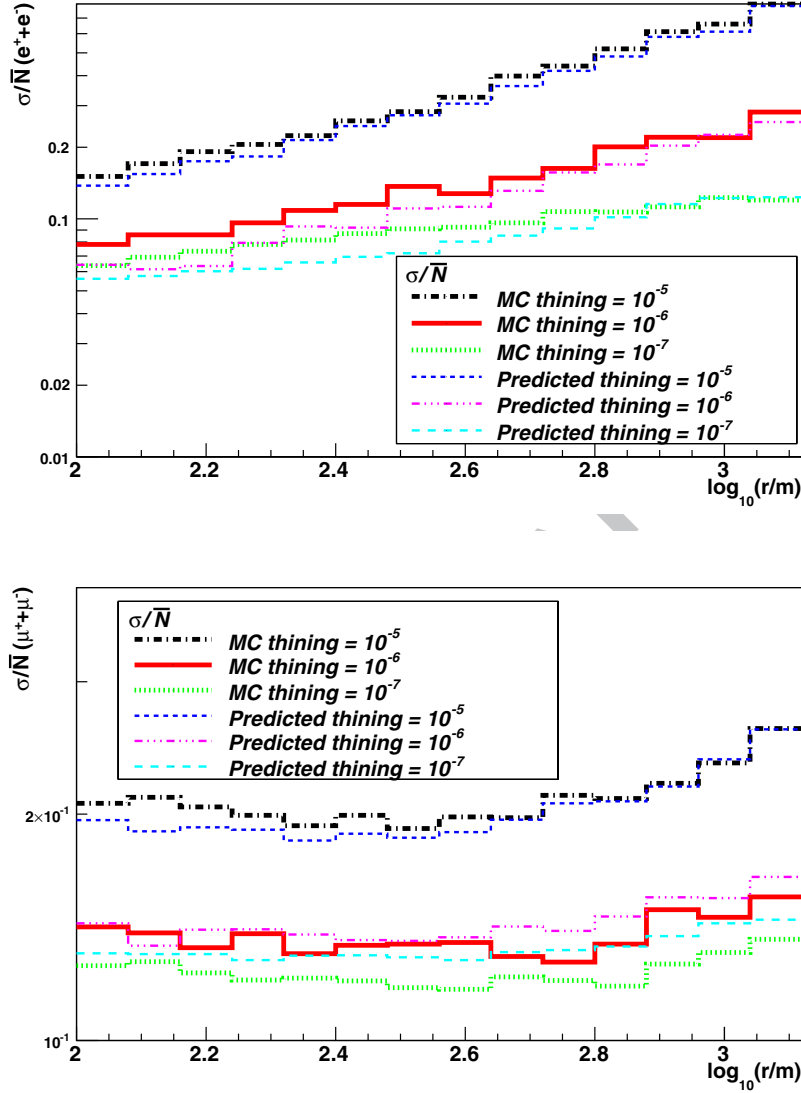 σ/N̅ (e⁺+e⁻)
0.2
0.1
0.02
0.01
σ/N̅
MC thining = 10⁻⁵
MC thining = 10⁻⁶
MC thining = 10⁻⁷
Predicted thining = 10⁻⁵
Predicted thining = 10⁻⁶
Predicted thining = 10⁻⁷
2 2.2 2.4 2.6 2.8 3
log₁₀(r/m)
σ/N̅ (μ⁺+μ⁻
σ/N̅
MC thining = 10⁻⁵
MC thining = 10⁻⁶
MC thining = 10⁻⁷
Predicted thining = 10⁻⁵
Predicted thining = 10⁻⁶
Predicted thining = 10⁻⁷
2×10⁻¹
10⁻¹
2 2.2 2.4 2.6 2.8 3
log₁₀(r/m)